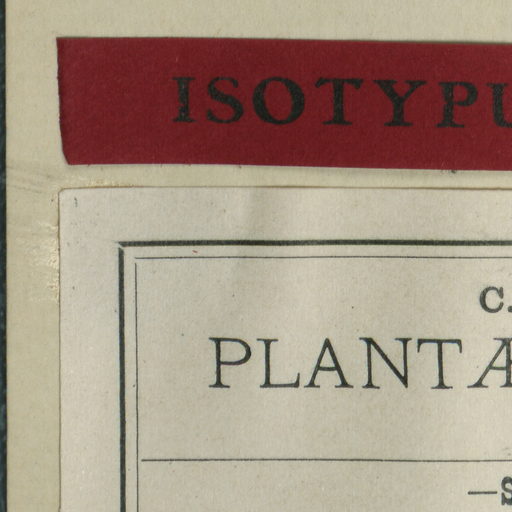 ISOTYPU
C.
PLANTÆ
—S